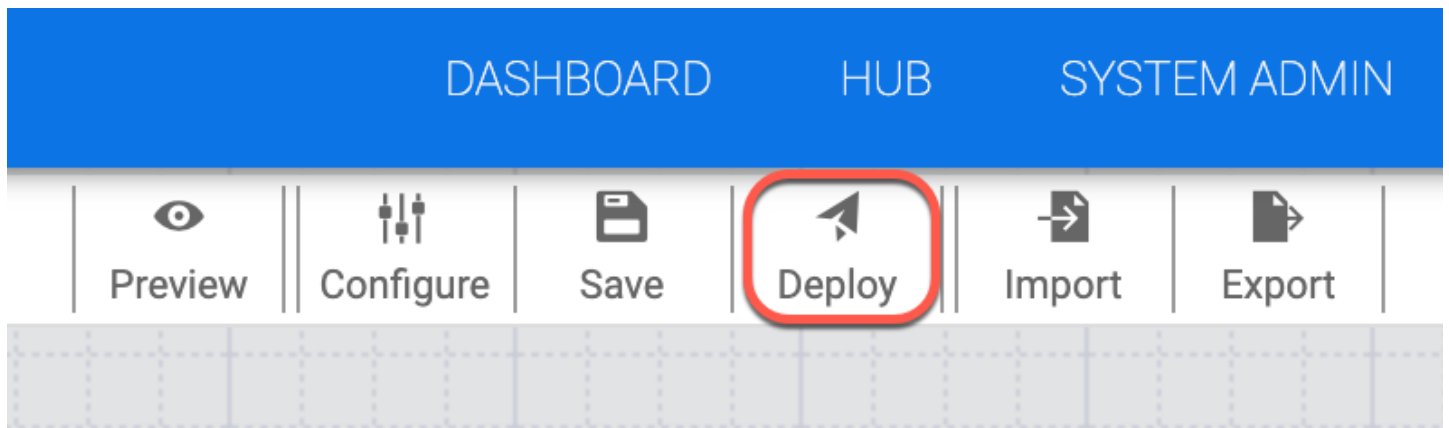 DASHBOARD HUB SYSTEM ADMIN
Preview Configure Save Deploy Import Export